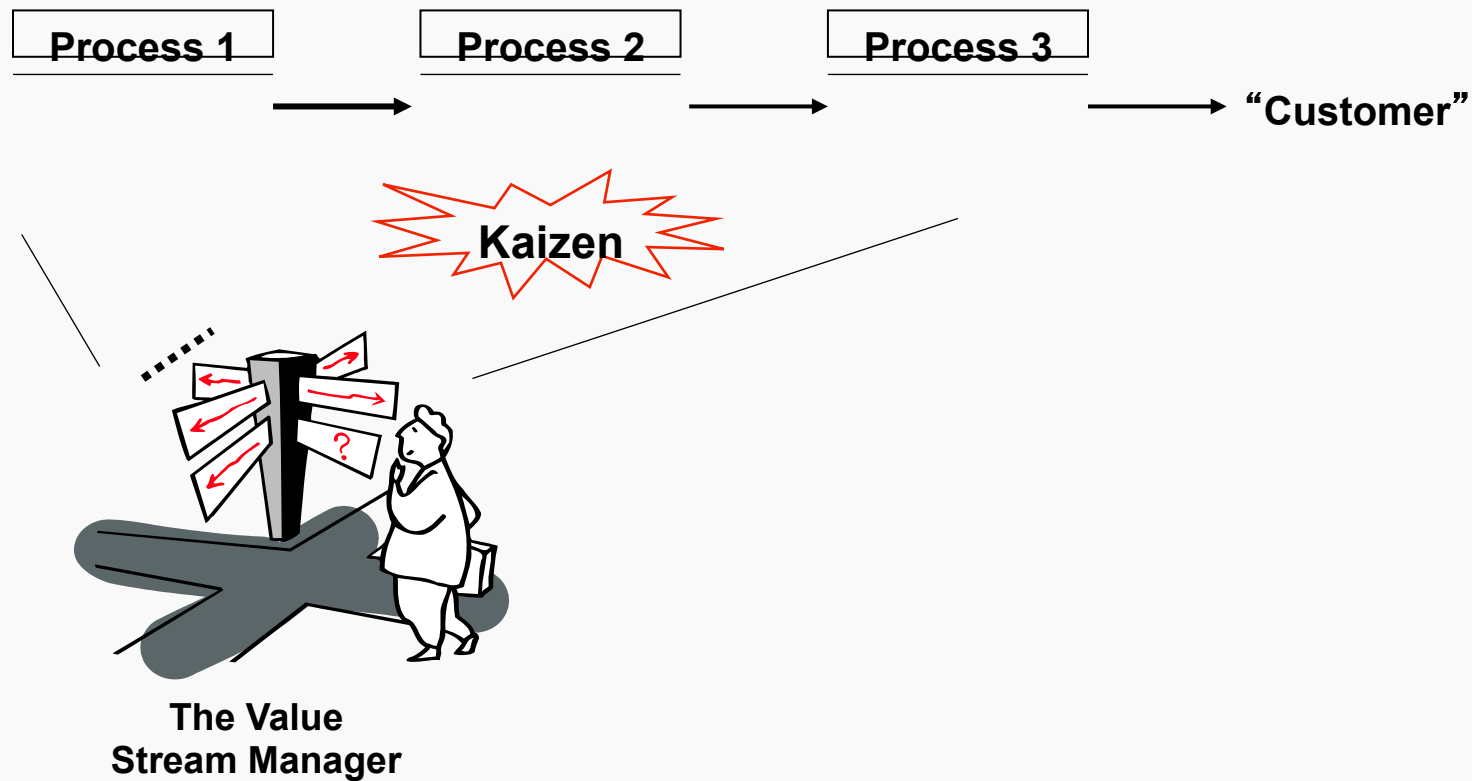 Process 1
Process 2
Process 3
“Customer”
Kaizen
?
The Value
Stream Manager